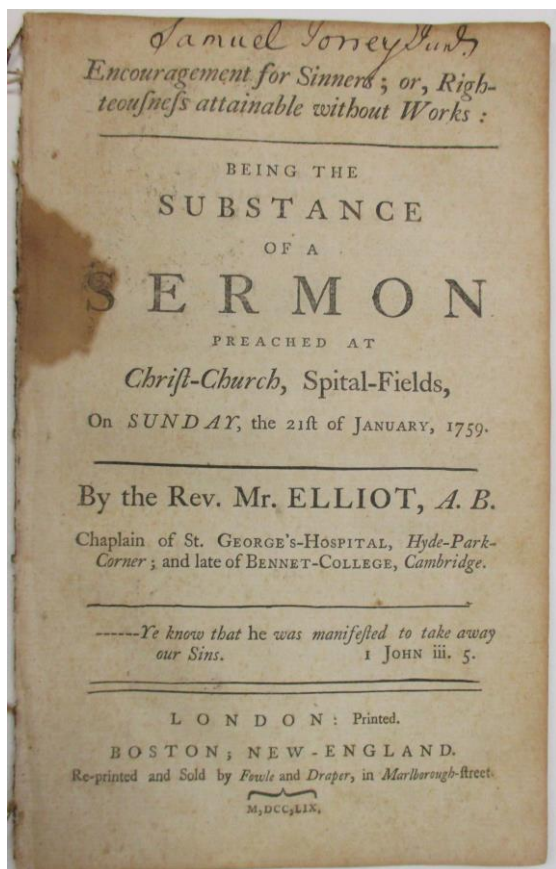 Samuel Torrey Junr
Encouragement for Sinners; or, Righ-
teouſneſs attainable without Works:
BEING THE
SUBSTANCE
OF A
SERMON
PREACHED AT
Chriſt-Church, Spital-Fields,
On SUNDAY, the 21ſt of JANUARY, 1759.
By the Rev. Mr. ELLIOT, A. B.
Chaplain of St. GEORGE's-HOSPITAL, Hyde-Park-
Corner; and late of BENNET-COLLEGE, Cambridge.
------Ye know that he was manifeſted to take away
our Sins. 1 JOHN iii. 5.
LONDON: Printed.
BOSTON; NEW-ENGLAND.
Re-printed and Sold by Fowle and Draper, in Marlborough-ſtreet.
M,DCC,LIX.